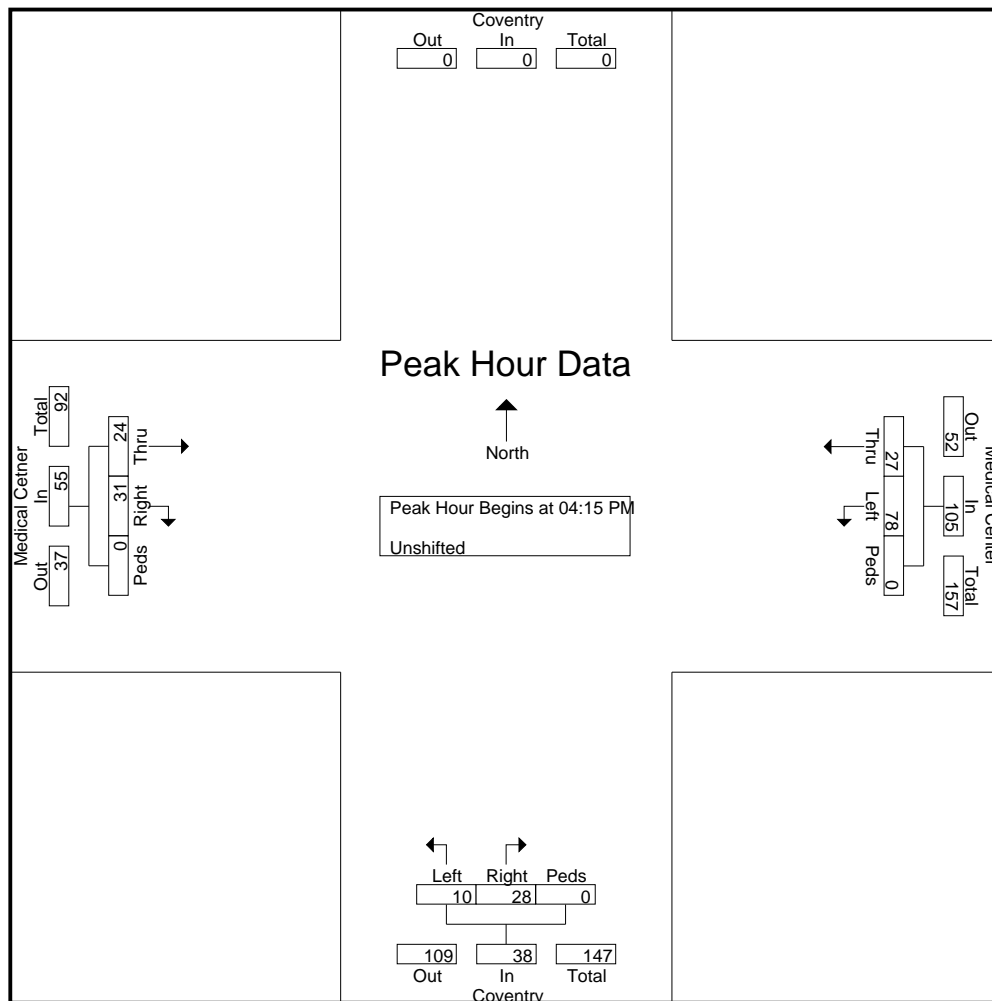 Coventry
Out In Total
0 0 0
Peak Hour Data
North
Peak Hour Begins at 04:15 PM
Unshifted
Medical Cetner
Out In Total
37 55 92
Thru Right Peds
24 31 0
Medical Center
Out In Total
52 105 157
Thru Left Peds
27 78 0
Left Right Peds
10 28 0
109 38 147
Out In Total
Coventry